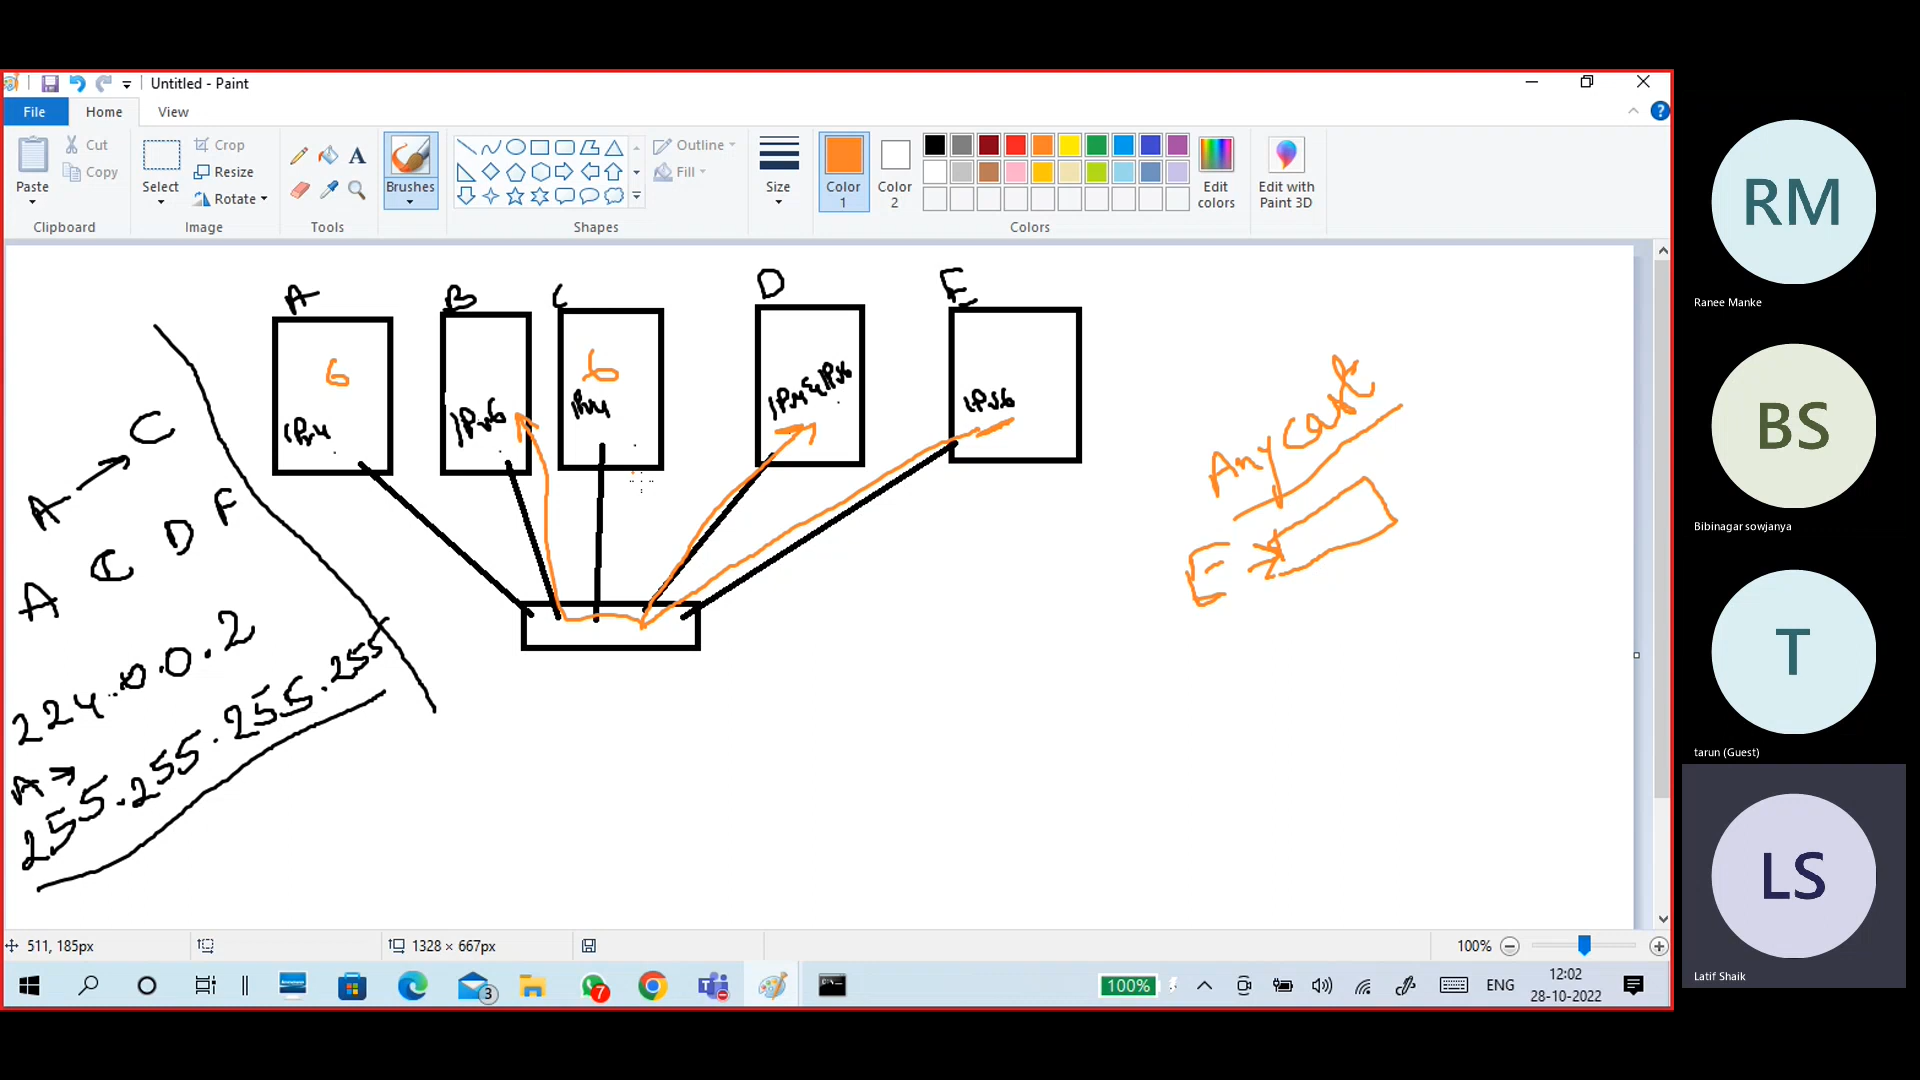 Untitled - Paint
File
Home
View
Paste
Cut
Copy
Clipboard
Select
Crop
Resize
Rotate
Image
A
Tools
Brushes
Shapes
Outline
Fill
Size
Color
1
Color
2
Edit
colors
Edit with
Paint 3D
Colors
A
B
C
D
E
6
6
IPv4
IPv6
IPv4
IPv4 & IPv6
IPv6
A → C
A C D F
224.0.0.2
A →
255.255.255.255
Anycast
E
511, 185px
1328 × 667px
100%
3
7
100%
ENG
12:02
28-10-2022
RM
Ranee Manke
BS
Bibinagar sowjanya
T
tarun (Guest)
LS
Latif Shaik